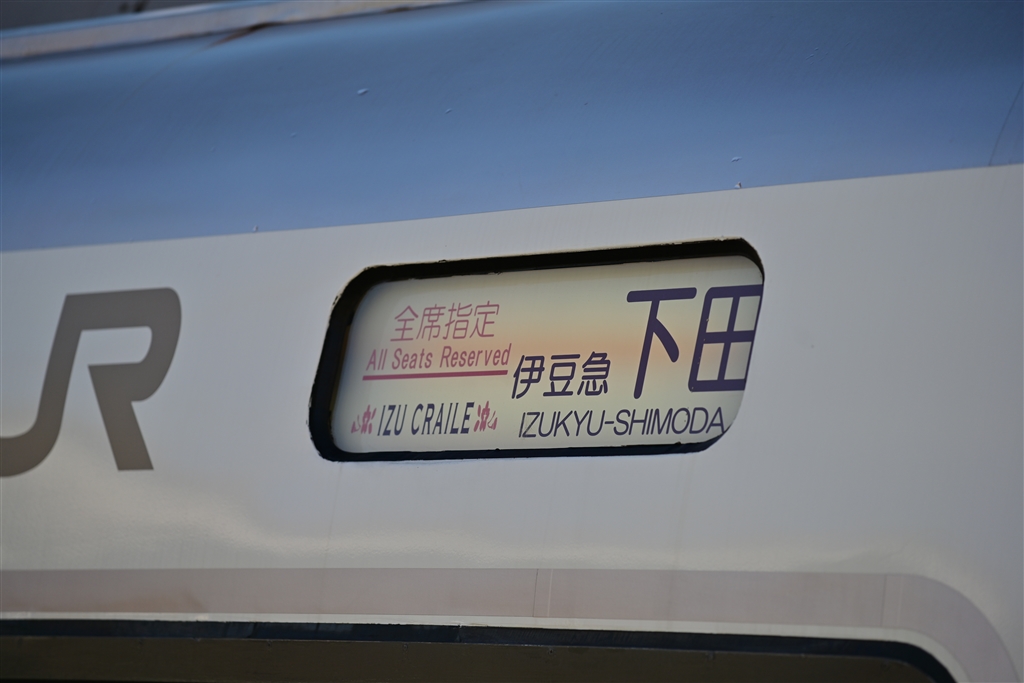 JR
全席指定
All Seats Reserved
IZU CRAILE
伊豆急下田
IZUKYU-SHIMODA